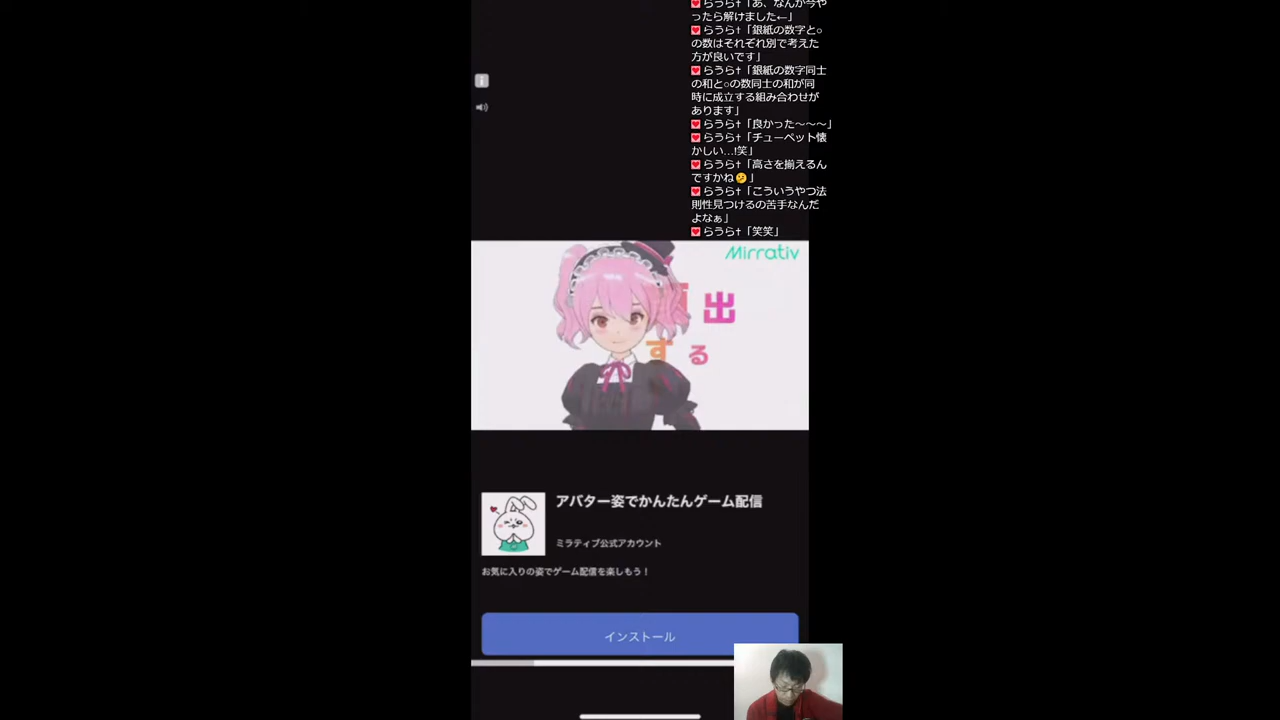 らうら†「あ、なんか今や
ったら解けました←」
らうら†「銀紙の数字と○
の数はそれぞれ別で考えた
方が良いです」
らうら†「銀紙の数字同士
の和と○の数同士の和が同
時に成立する組み合わせが
あります」
らうら†「良かった〜〜〜」
らうら†「チューペット懐
かしい…!笑」
らうら†「高さを揃えるん
ですかね🫤」
らうら†「こういうやつ法
則性見つけるの苦手なんだ
よなぁ」
らうら†「笑笑」
Mirrativ
出
する
アバター姿でかんたんゲーム配信
ミラティブ公式アカウント
お気に入りの姿でゲーム配信を楽しもう!
インストール